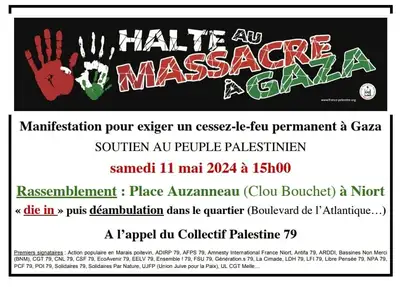 HALTE AU
MASSACRE
À GAZA
www.france-palestine.org
Manifestation pour exiger un cessez-le-feu permanent à Gaza
SOUTIEN AU PEUPLE PALESTINIEN
samedi 11 mai 2024 à 15h00
Rassemblement : Place Auzanneau (Clou Bouchet) à Niort
« die in » puis déambulation dans le quartier (Boulevard de l’Atlantique…)
A l’appel du Collectif Palestine 79
Premiers signataires : Action populaire en Marais poitevin, ADIRP 79, AFPS 79, Amnesty International France Niort, Antifa 79, ARDDI, Bassines Non Merci
(BNM), CGT 79, CNL 79, CSF 79, EcoAvenir 79, EELV 79, Ensemble ! 79, FSU 79, Génération.s 79, La Cimade, LDH 79, LFI 79, Libre Pensée 79, NPA 79,
PCF 79, POI 79, Solidaires 79, Solidaires Par Nature, UJFP (Union Juive pour la Paix), UL CGT Melle…